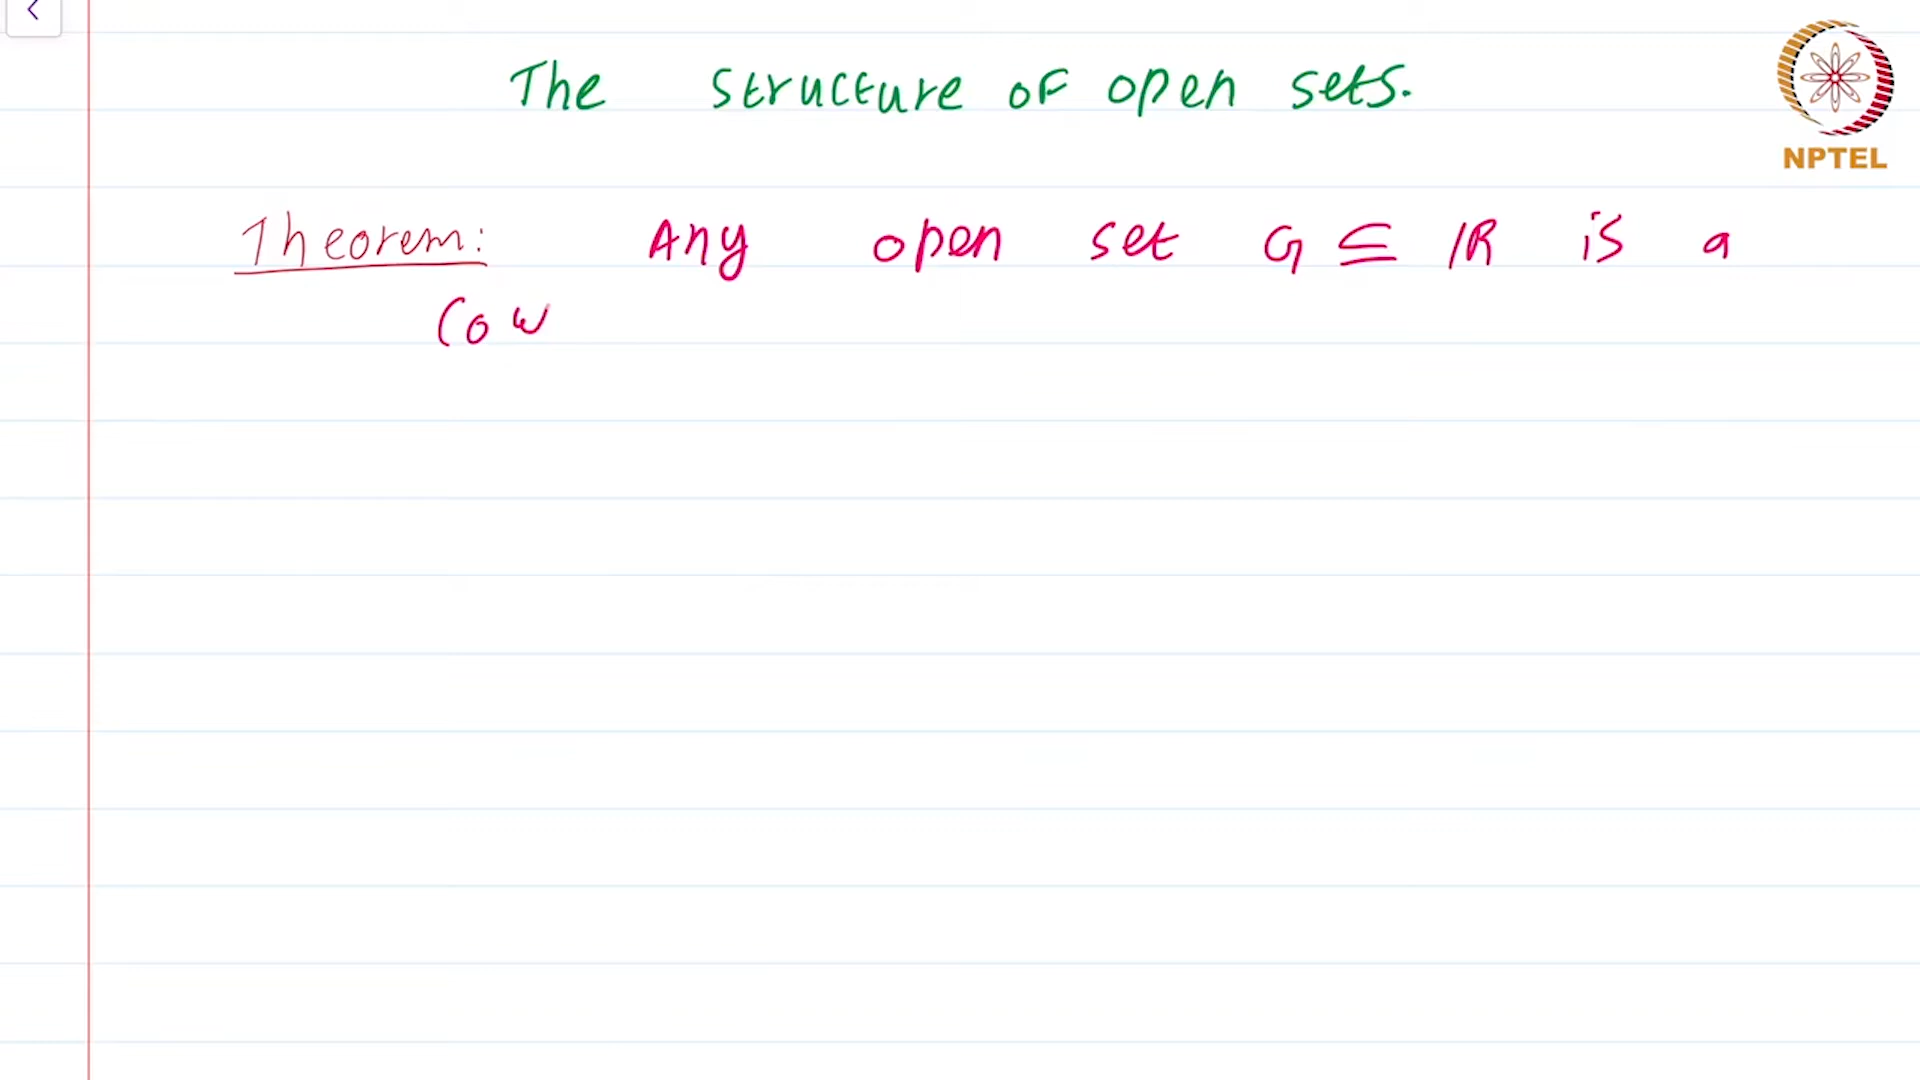 The structure of open sets.
NPTEL
Theorem: Any open set G ⊆ ℝ is a
Cou